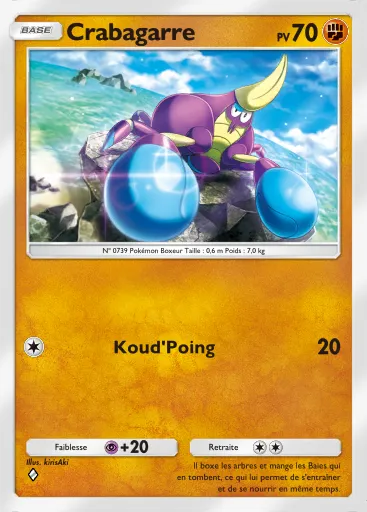 BASE Crabagarre PV 70
N° 0739 Pokémon Boxeur Taille : 0,6 m Poids : 7,0 kg
Koud'Poing 20
Faiblesse +20 Retraite
Illus. kirisAki
Il boxe les arbres et mange les Baies qui
en tombent, ce qui lui permet de s'entraîner
et de se nourrir en même temps.